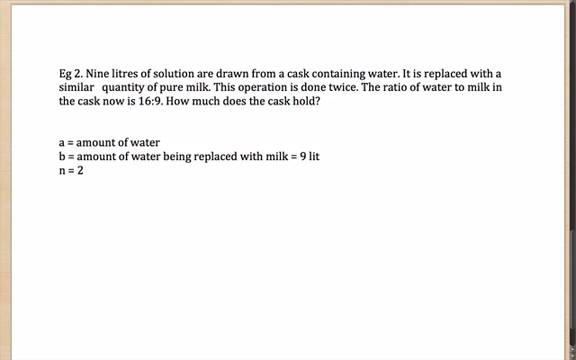 Eg 2. Nine litres of solution are drawn from a cask containing water. It is replaced with a
similar quantity of pure milk. This operation is done twice. The ratio of water to milk in
the cask now is 16:9. How much does the cask hold?
a = amount of water
b = amount of water being replaced with milk = 9 lit
n = 2